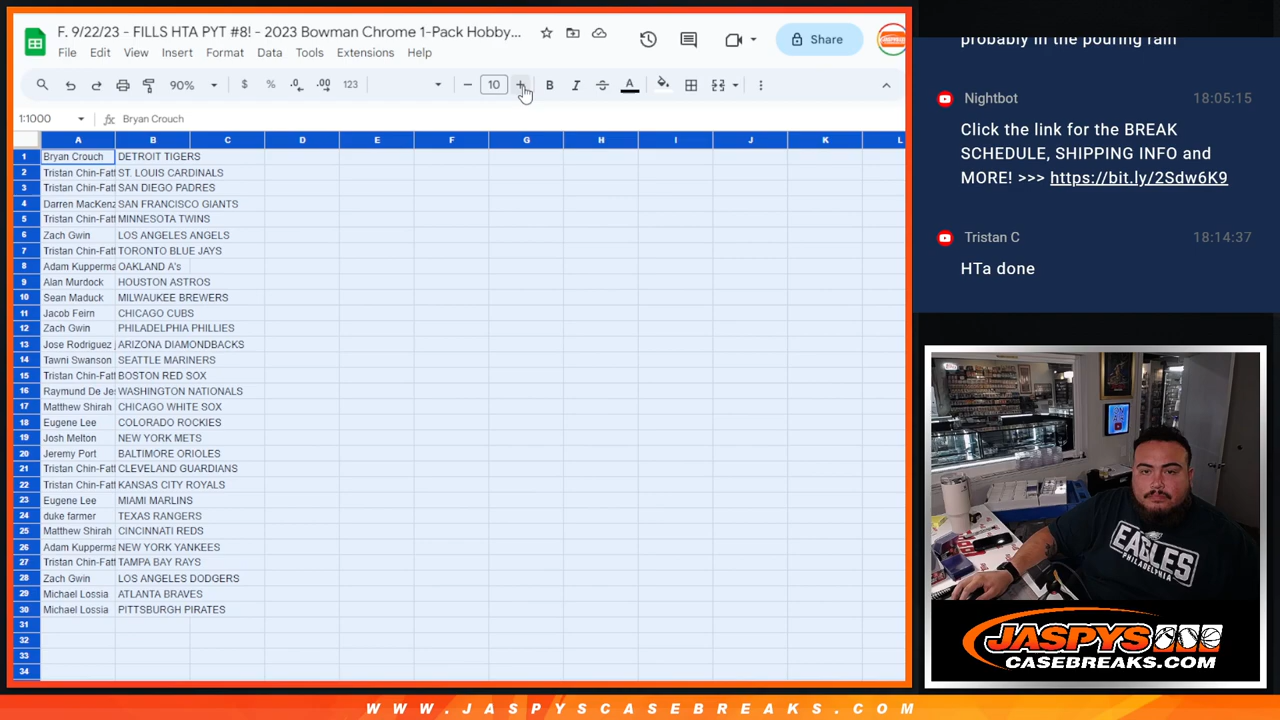 F. 9/22/23 - FILLS HTA PYT #8! - 2023 Bowman Chrome 1-Pack Hobby...
File Edit View Insert Format Data Tools Extensions Help
Share
90% $ % .0 .00 123 10 B I S A
1:1000 fx Bryan Crouch
A B C D E F G H I J K L
1 Bryan Crouch DETROIT TIGERS
2 Tristan Chin-Fatt ST. LOUIS CARDINALS
3 Tristan Chin-Fatt SAN DIEGO PADRES
4 Darren MacKenz SAN FRANCISCO GIANTS
5 Tristan Chin-Fatt MINNESOTA TWINS
6 Zach Gwin LOS ANGELES ANGELS
7 Tristan Chin-Fatt TORONTO BLUE JAYS
8 Adam Kupperma OAKLAND A's
9 Alan Murdock HOUSTON ASTROS
10 Sean Maduck MILWAUKEE BREWERS
11 Jacob Feirn CHICAGO CUBS
12 Zach Gwin PHILADELPHIA PHILLIES
13 Jose Rodriguez ARIZONA DIAMONDBACKS
14 Tawni Swanson SEATTLE MARINERS
15 Tristan Chin-Fatt BOSTON RED SOX
16 Raymund De Je WASHINGTON NATIONALS
17 Matthew Shirah CHICAGO WHITE SOX
18 Eugene Lee COLORADO ROCKIES
19 Josh Melton NEW YORK METS
20 Jeremy Port BALTIMORE ORIOLES
21 Tristan Chin-Fatt CLEVELAND GUARDIANS
22 Tristan Chin-Fatt KANSAS CITY ROYALS
23 Eugene Lee MIAMI MARLINS
24 duke farmer TEXAS RANGERS
25 Matthew Shirah CINCINNATI REDS
26 Adam Kupperma NEW YORK YANKEES
27 Tristan Chin-Fatt TAMPA BAY RAYS
28 Zach Gwin LOS ANGELES DODGERS
29 Michael Lossia ATLANTA BRAVES
30 Michael Lossia PITTSBURGH PIRATES
31
32
33
34
probably in the pouring rain
Nightbot 18:05:15
Click the link for the BREAK
SCHEDULE, SHIPPING INFO and
MORE! >>> https://bit.ly/2Sdw6K9
Tristan C 18:14:37
HTa done
EAGLES
PHILADELPHIA
JASPYS
CASEBREAKS.COM
WWW.JASPYSCASEBREAKS.COM